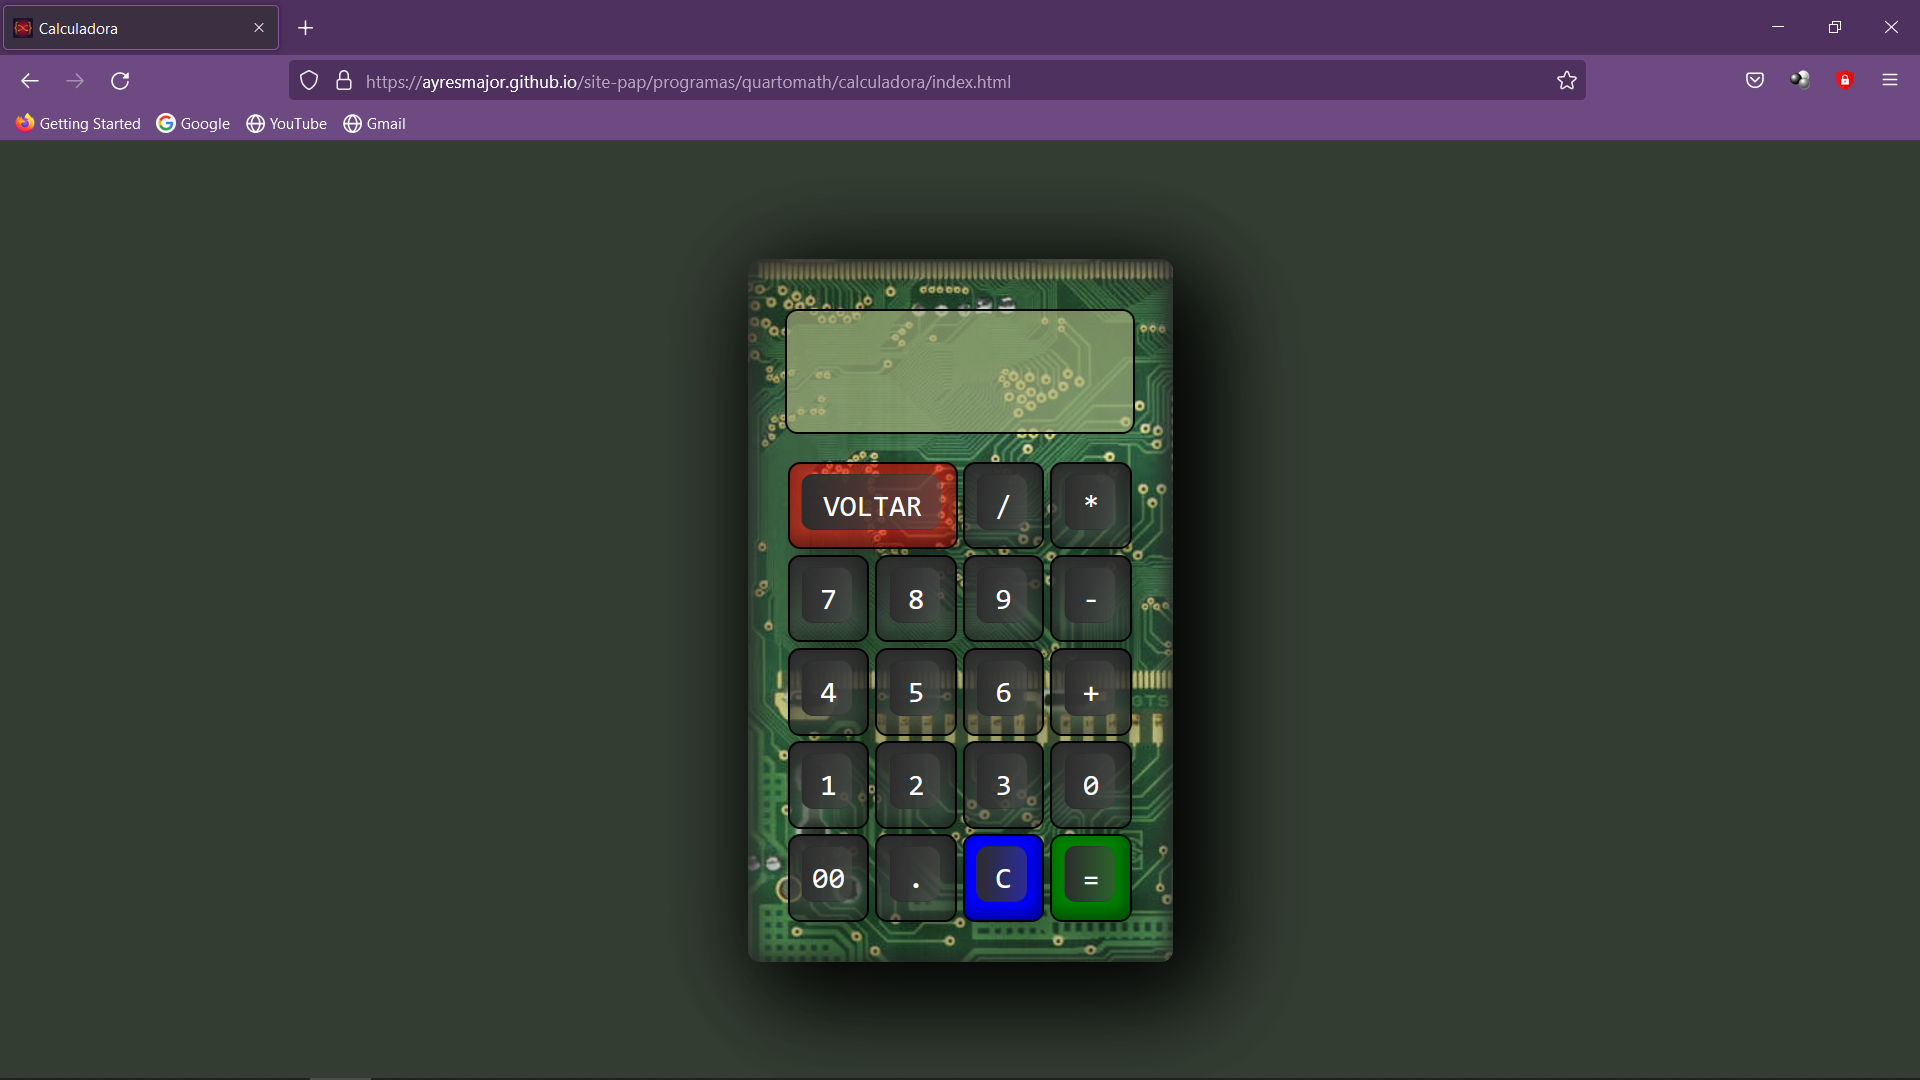 Calculadora
https://ayresmajor.github.io/site-pap/programas/quartomath/calculadora/index.html
Getting Started Google YouTube Gmail
VOLTAR / *
7 8 9 -
4 5 6 +
1 2 3 0
00 . C =